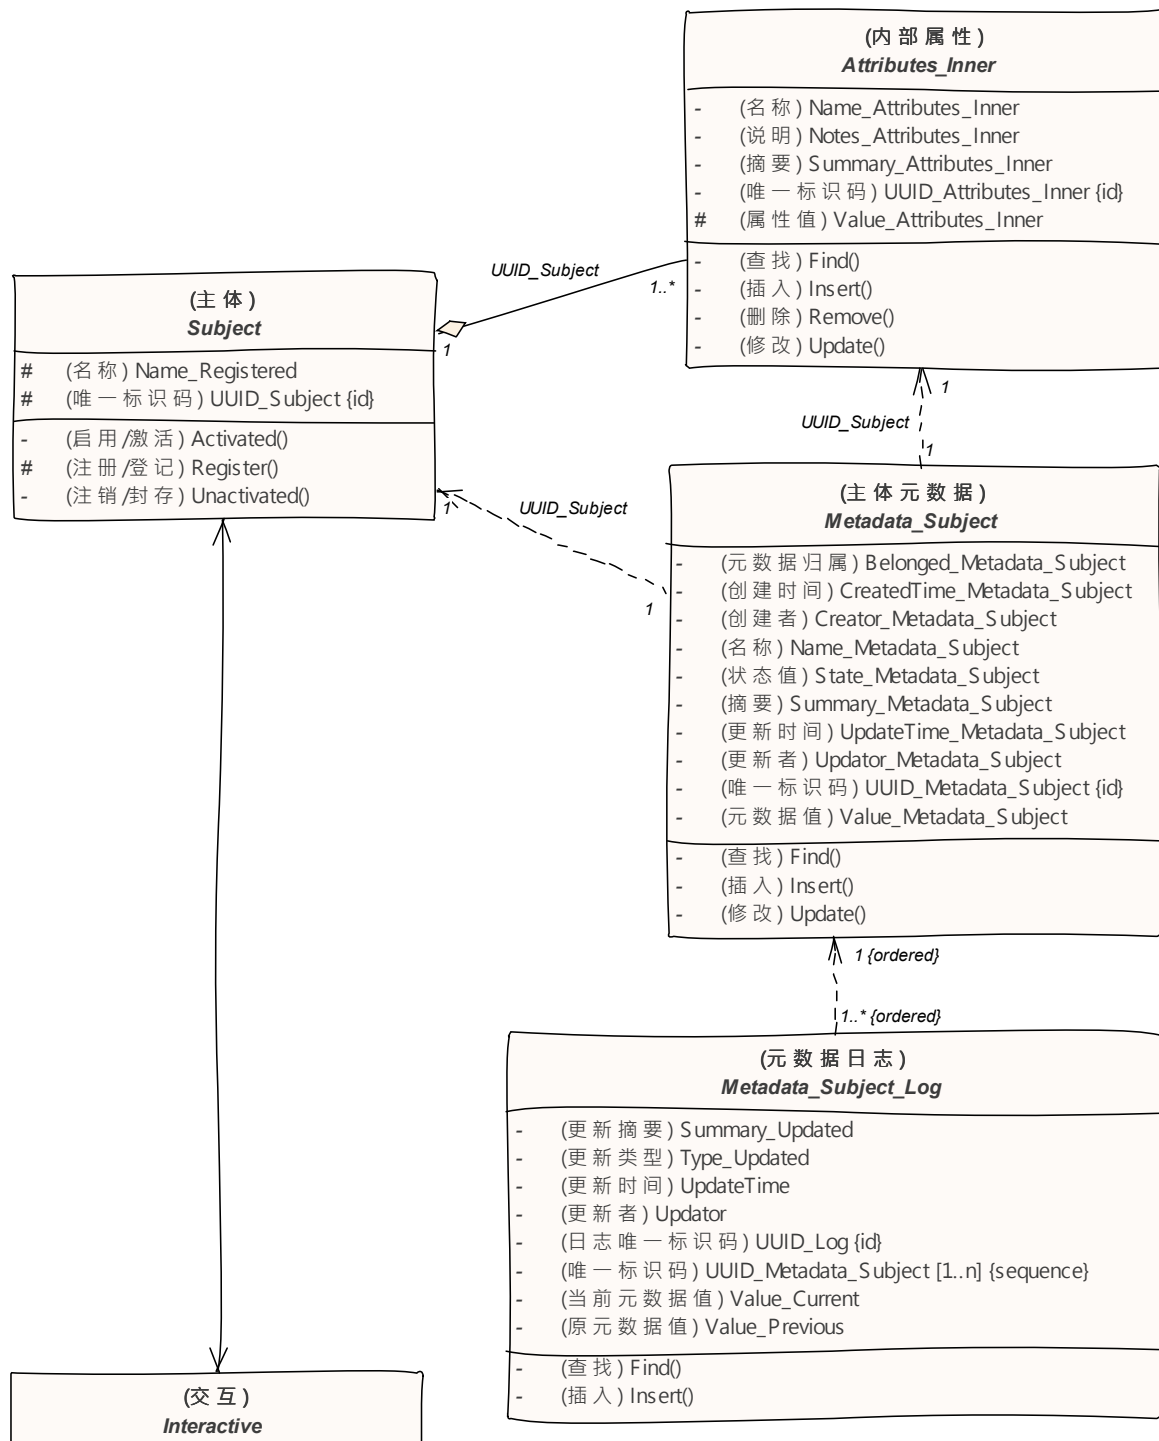 (内部属性)
Attributes_Inner
- (名称) Name_Attributes_Inner
- (说明) Notes_Attributes_Inner
- (摘要) Summary_Attributes_Inner
- (唯一标识码) UUID_Attributes_Inner {id}
# (属性值) Value_Attributes_Inner
- (查找) Find()
- (插入) Insert()
- (删除) Remove()
- (修改) Update()
UUID_Subject
1..*
1
(主体)
Subject
# (名称) Name_Registered
# (唯一标识码) UUID_Subject {id}
- (启用/激活) Activated()
# (注册/登记) Register()
- (注销/封存) Unactivated()
1
UUID_Subject
1
1
UUID_Subject
1
(主体元数据)
Metadata_Subject
- (元数据归属) Belonged_Metadata_Subject
- (创建时间) CreatedTime_Metadata_Subject
- (创建者) Creator_Metadata_Subject
- (名称) Name_Metadata_Subject
- (状态值) State_Metadata_Subject
- (摘要) Summary_Metadata_Subject
- (更新时间) UpdateTime_Metadata_Subject
- (更新者) Updator_Metadata_Subject
- (唯一标识码) UUID_Metadata_Subject {id}
- (元数据值) Value_Metadata_Subject
- (查找) Find()
- (插入) Insert()
- (修改) Update()
1 {ordered}
1..* {ordered}
(元数据日志)
Metadata_Subject_Log
- (更新摘要) Summary_Updated
- (更新类型) Type_Updated
- (更新时间) UpdateTime
- (更新者) Updator
- (日志唯一标识码) UUID_Log {id}
- (唯一标识码) UUID_Metadata_Subject [1..n] {sequence}
- (当前元数据值) Value_Current
- (原元数据值) Value_Previous
- (查找) Find()
- (插入) Insert()
(交互)
Interactive